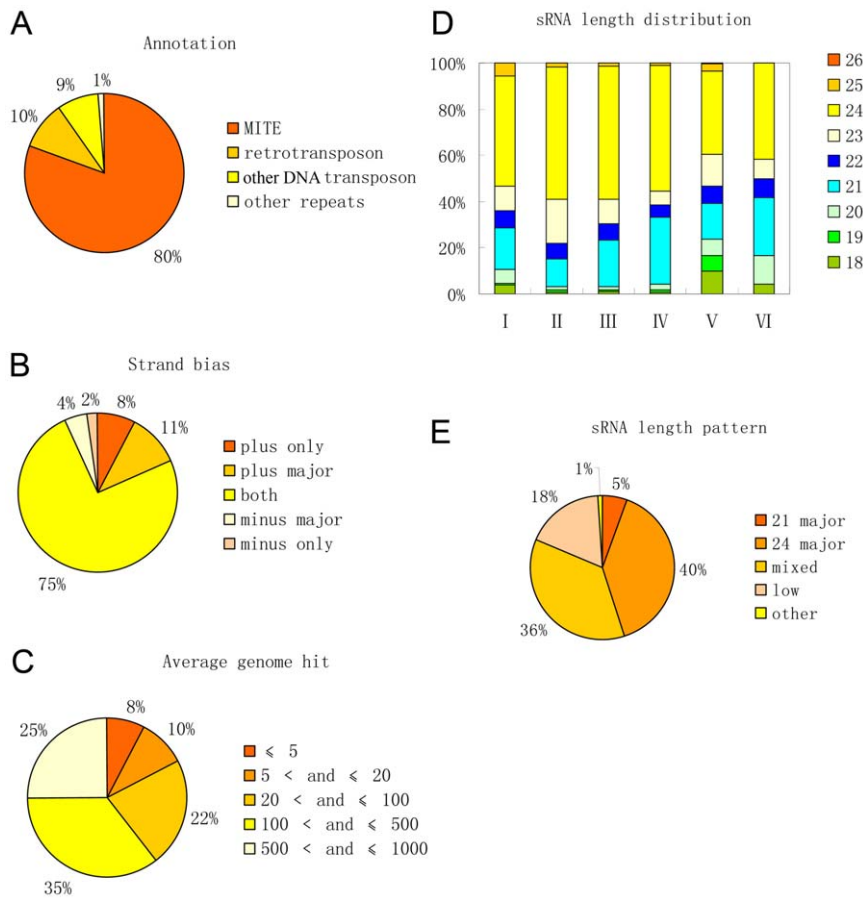 A
Annotation
1%
9%
10%
80%
MITE
retrotransposon
other DNA transposon
other repeats
B
Strand bias
2%
4%
8%
11%
75%
plus only
plus major
both
minus major
minus only
C
Average genome hit
8%
25%
10%
22%
35%
⩽ 5
5 < and ⩽ 20
20 < and ⩽ 100
100 < and ⩽ 500
500 < and ⩽ 1000
D
sRNA length distribution
100%
80%
60%
40%
20%
0%
I II III IV V VI
26
25
24
23
22
21
20
19
18
E
sRNA length pattern
1%
5%
18%
40%
36%
21 major
24 major
mixed
low
other